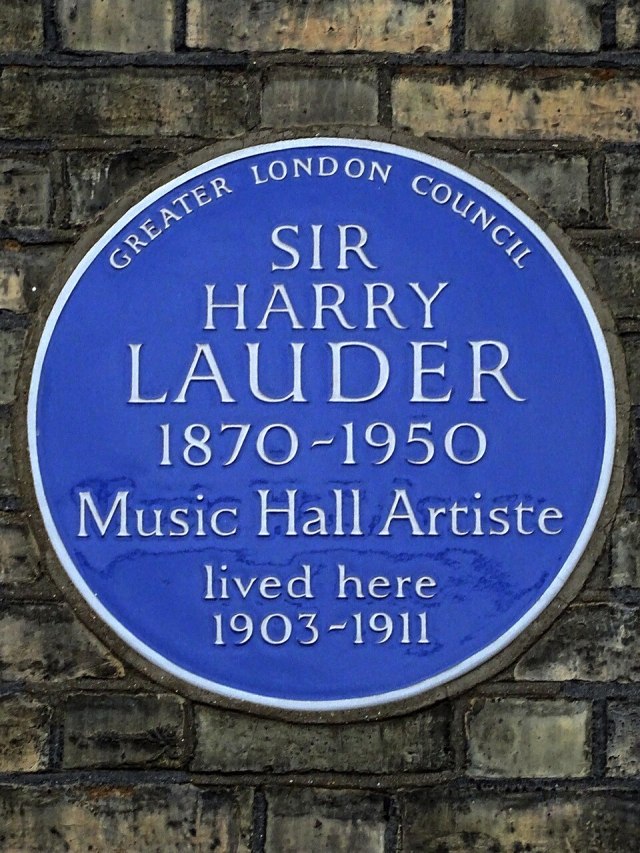 GREATER LONDON COUNCIL
SIR
HARRY
LAUDER
1870-1950
Music Hall Artiste
lived here
1903-1911